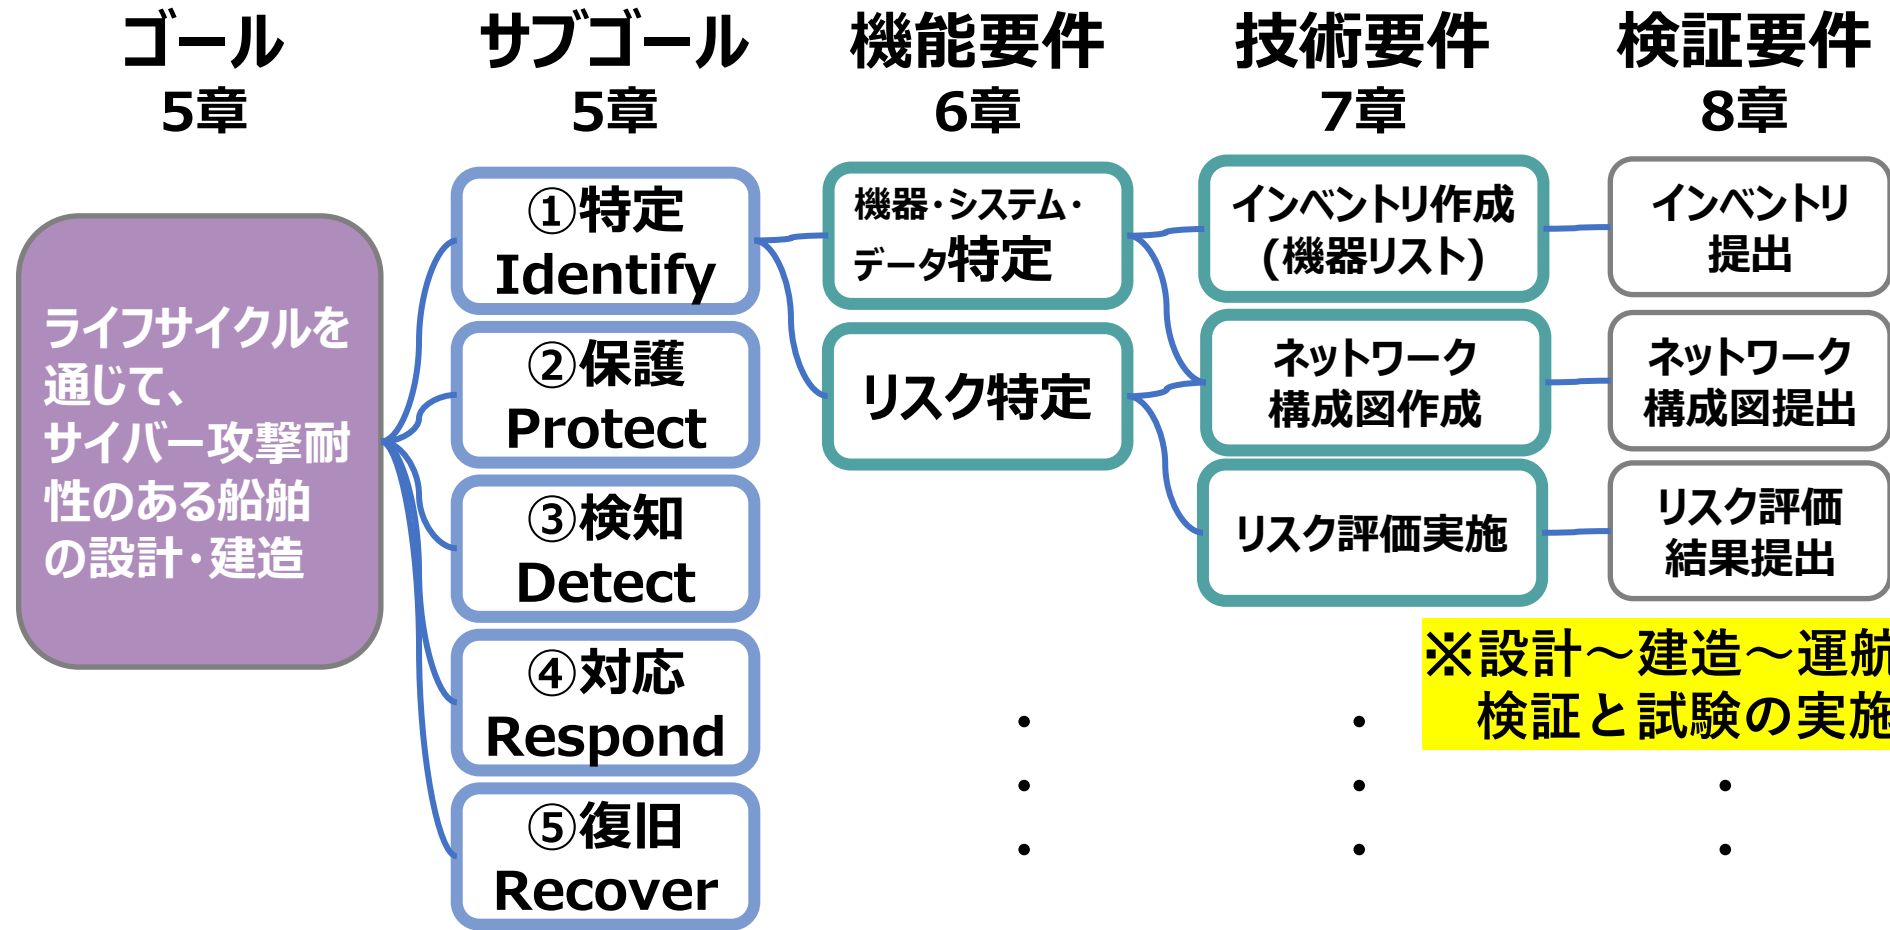 ゴール
5章
サブゴール
5章
機能要件
6章
技術要件
7章
検証要件
8章
ライフサイクルを
通じて、
サイバー攻撃耐
性のある船舶
の設計・建造
①特定
Identify
②保護
Protect
③検知
Detect
④対応
Respond
⑤復旧
Recover
機器・システム・
データ特定
リスク特定
インベントリ作成
(機器リスト)
ネットワーク
構成図作成
リスク評価実施
インベントリ
提出
ネットワーク
構成図提出
リスク評価
結果提出
※設計～建造～運航
検証と試験の実施